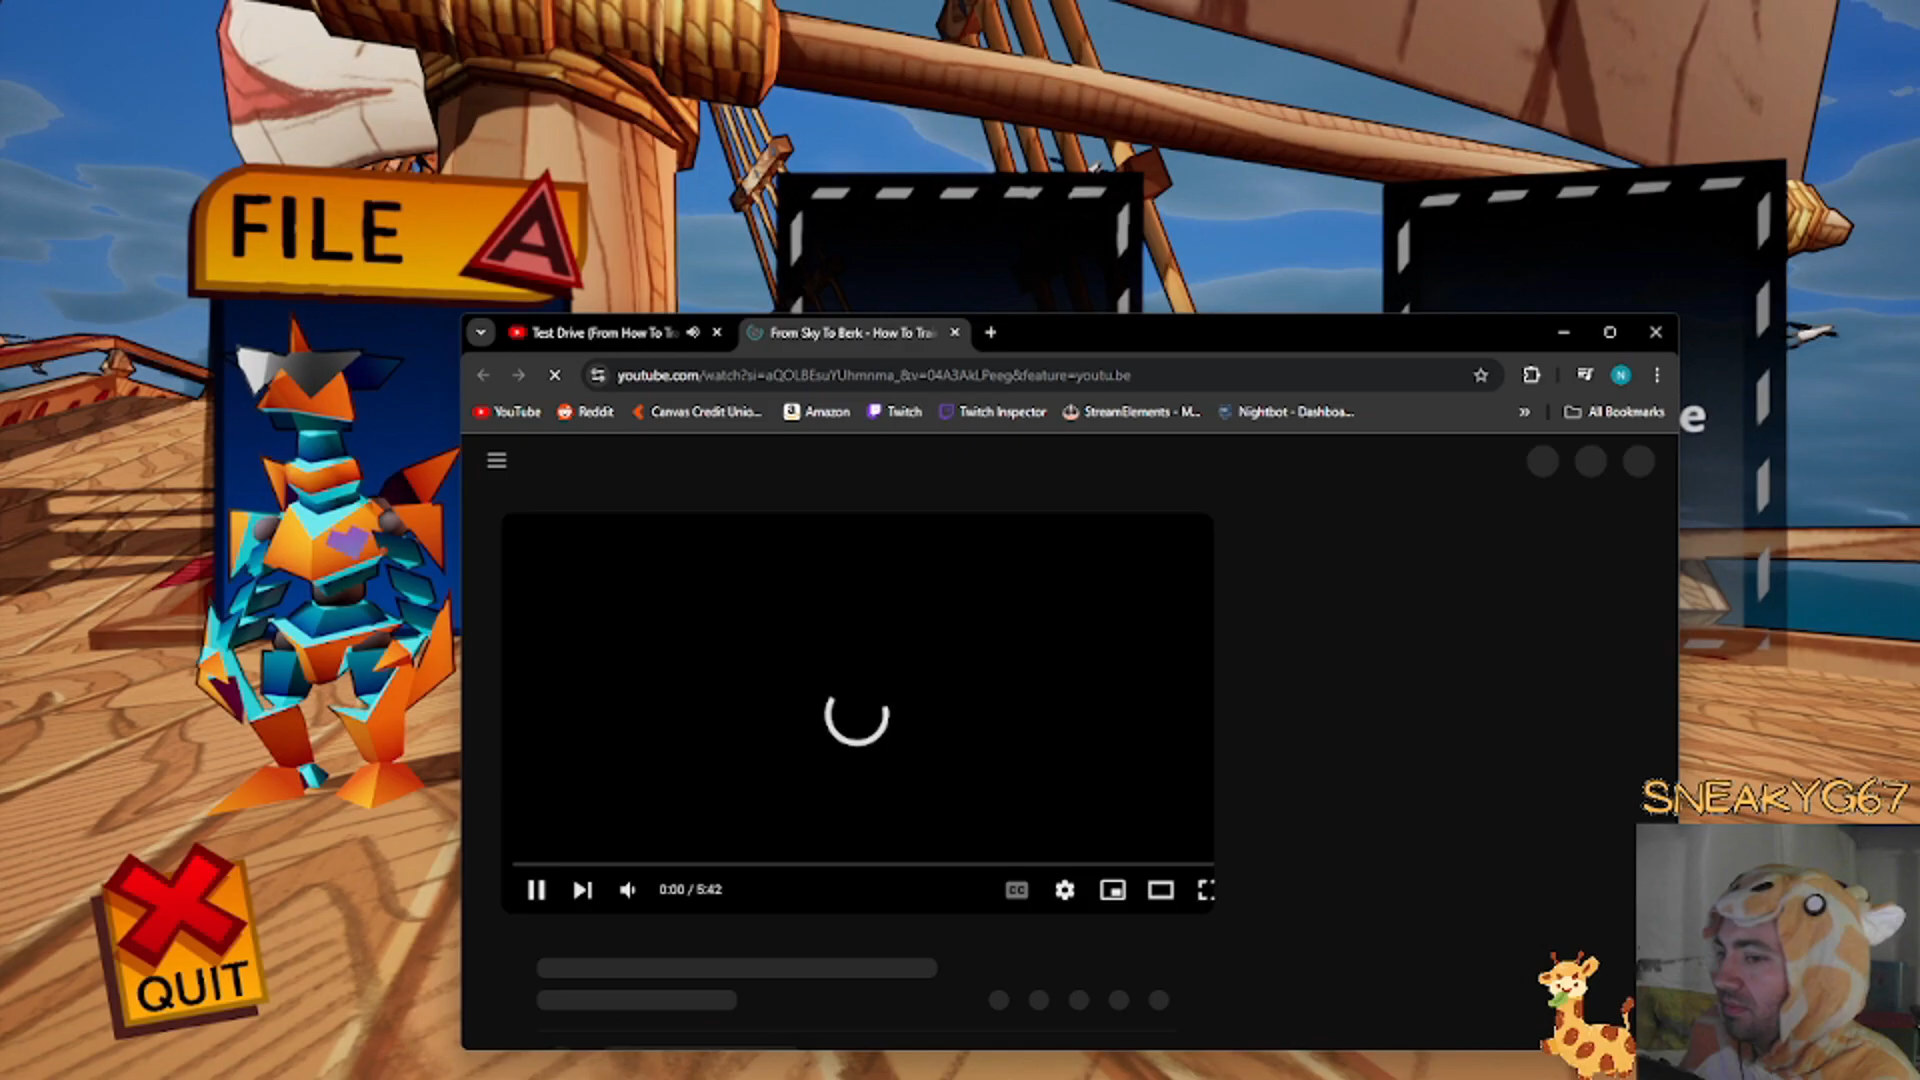 FILE A
Test Drive (From How To Tra
From Sky To Berk - How To Trai
youtube.com/watch?si=aQOLBEsuYUhmnma_&v=04A3AkLPeeg&feature=youtu.be
N
YouTube
Reddit
Canvas Credit Unio...
Amazon
Twitch
Twitch Inspector
StreamElements - M...
Nightbot - Dashboa...
»
All Bookmarks
e
0:00 / 5:42
CC
SNEAKYG67
QUIT